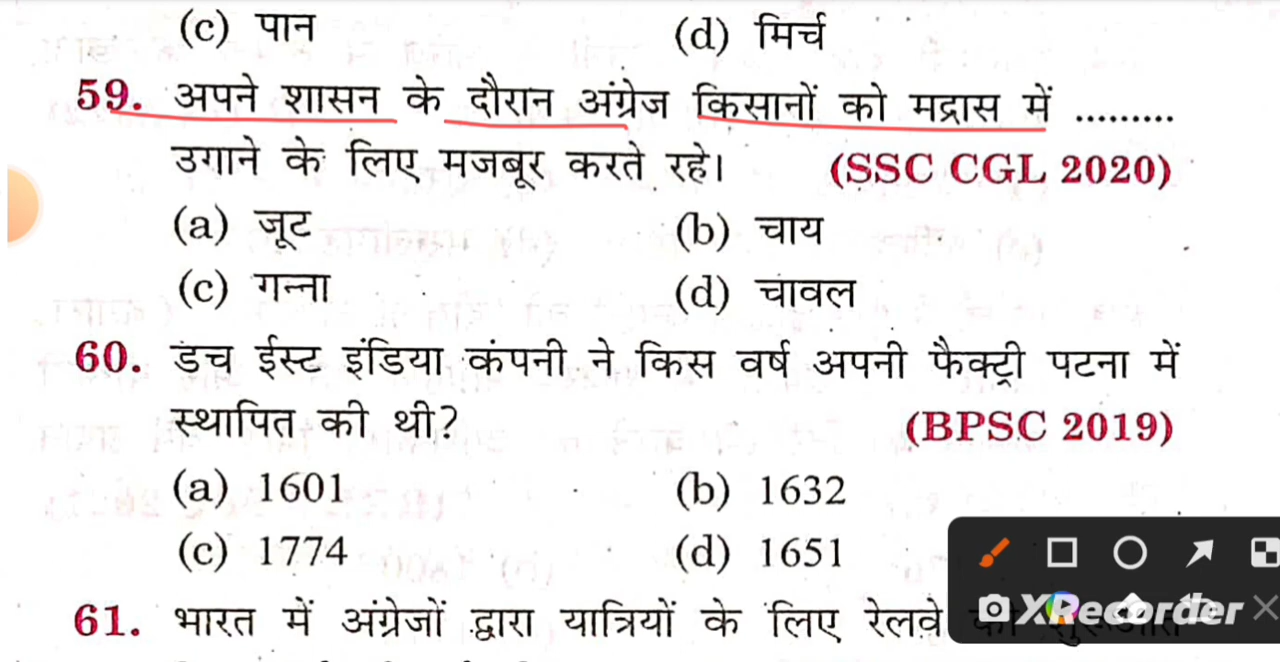 (c) पान (d) मिर्च
59. अपने शासन के दौरान अंग्रेज किसानों को मद्रास में .........
उगाने के लिए मजबूर करते रहे। (SSC CGL 2020)
(a) जूट (b) चाय
(c) गन्ना (d) चावल
60. डच ईस्ट इंडिया कंपनी ने किस वर्ष अपनी फैक्ट्री पटना में
स्थापित की थी? (BPSC 2019)
(a) 1601 (b) 1632
(c) 1774 (d) 1651
61. भारत में अंग्रेजों द्वारा यात्रियों के लिए रेलवे
XRecorder